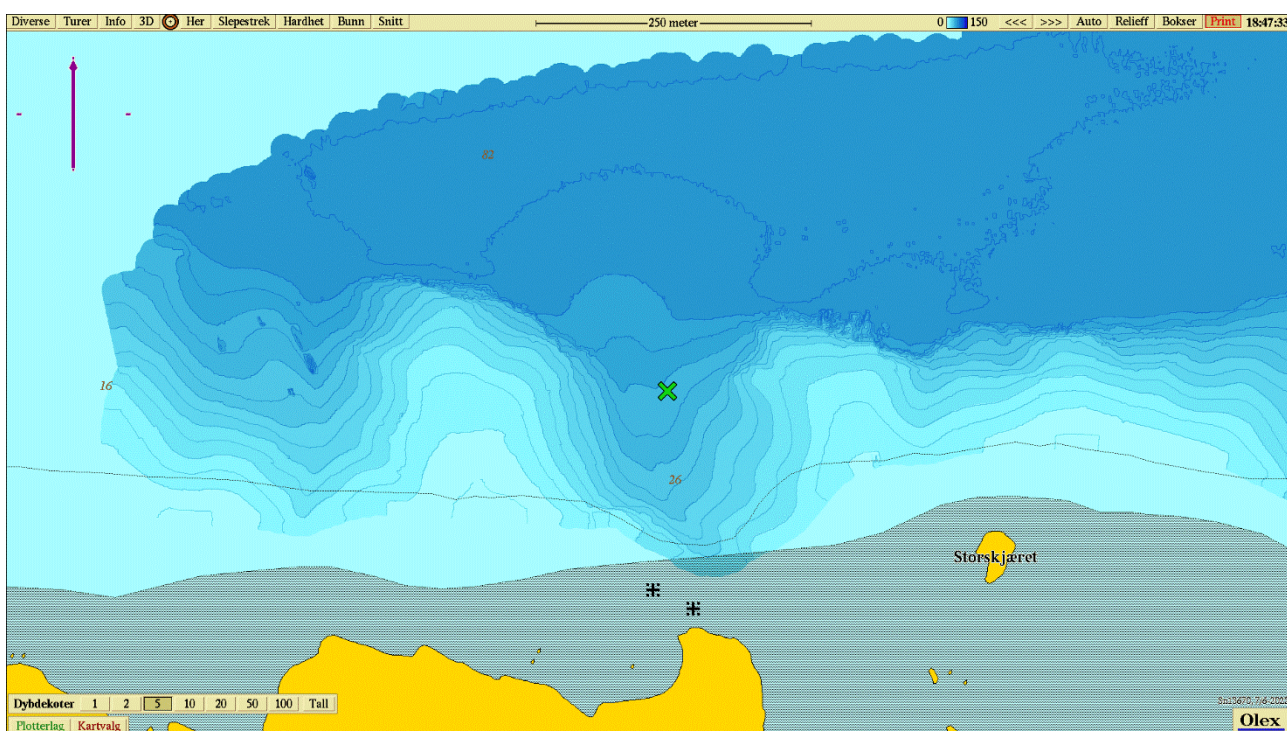 Diverse Turer Info 3D Her Slepestrek Hardhet Bunn Snitt 250 meter 0 150 <<< >>> Auto Relieff Bokser Print 18:47:33
82
16
26
Storskjæret
Dybdekoter 1 2 5 10 20 50 100 Tall
Plotterlag Kartvalg
Olex